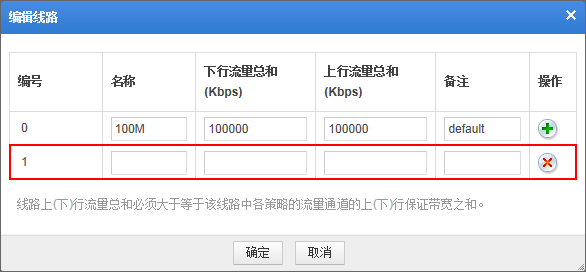 编辑线路
编号 名称 下行流量总和 (Kbps) 上行流量总和 (Kbps) 备注 操作
0 100M 100000 100000 default
1
线路上(下)行流量总和必须大于等于该线路中各策略的流量通道的上(下)行保证带宽之和。
确定 取消